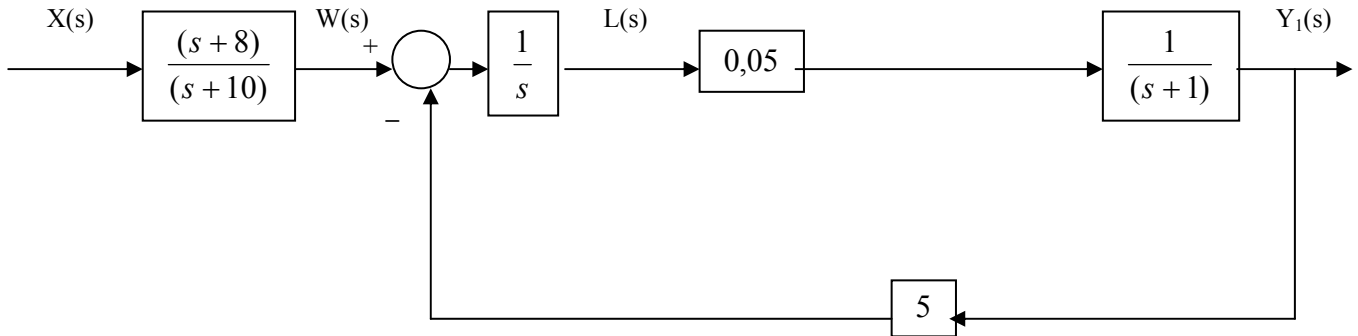 X(s) W(s) L(s) Y₁(s)
+
(s + 8)
(s + 10)
1
s
0,05
1
(s + 1)
−
5